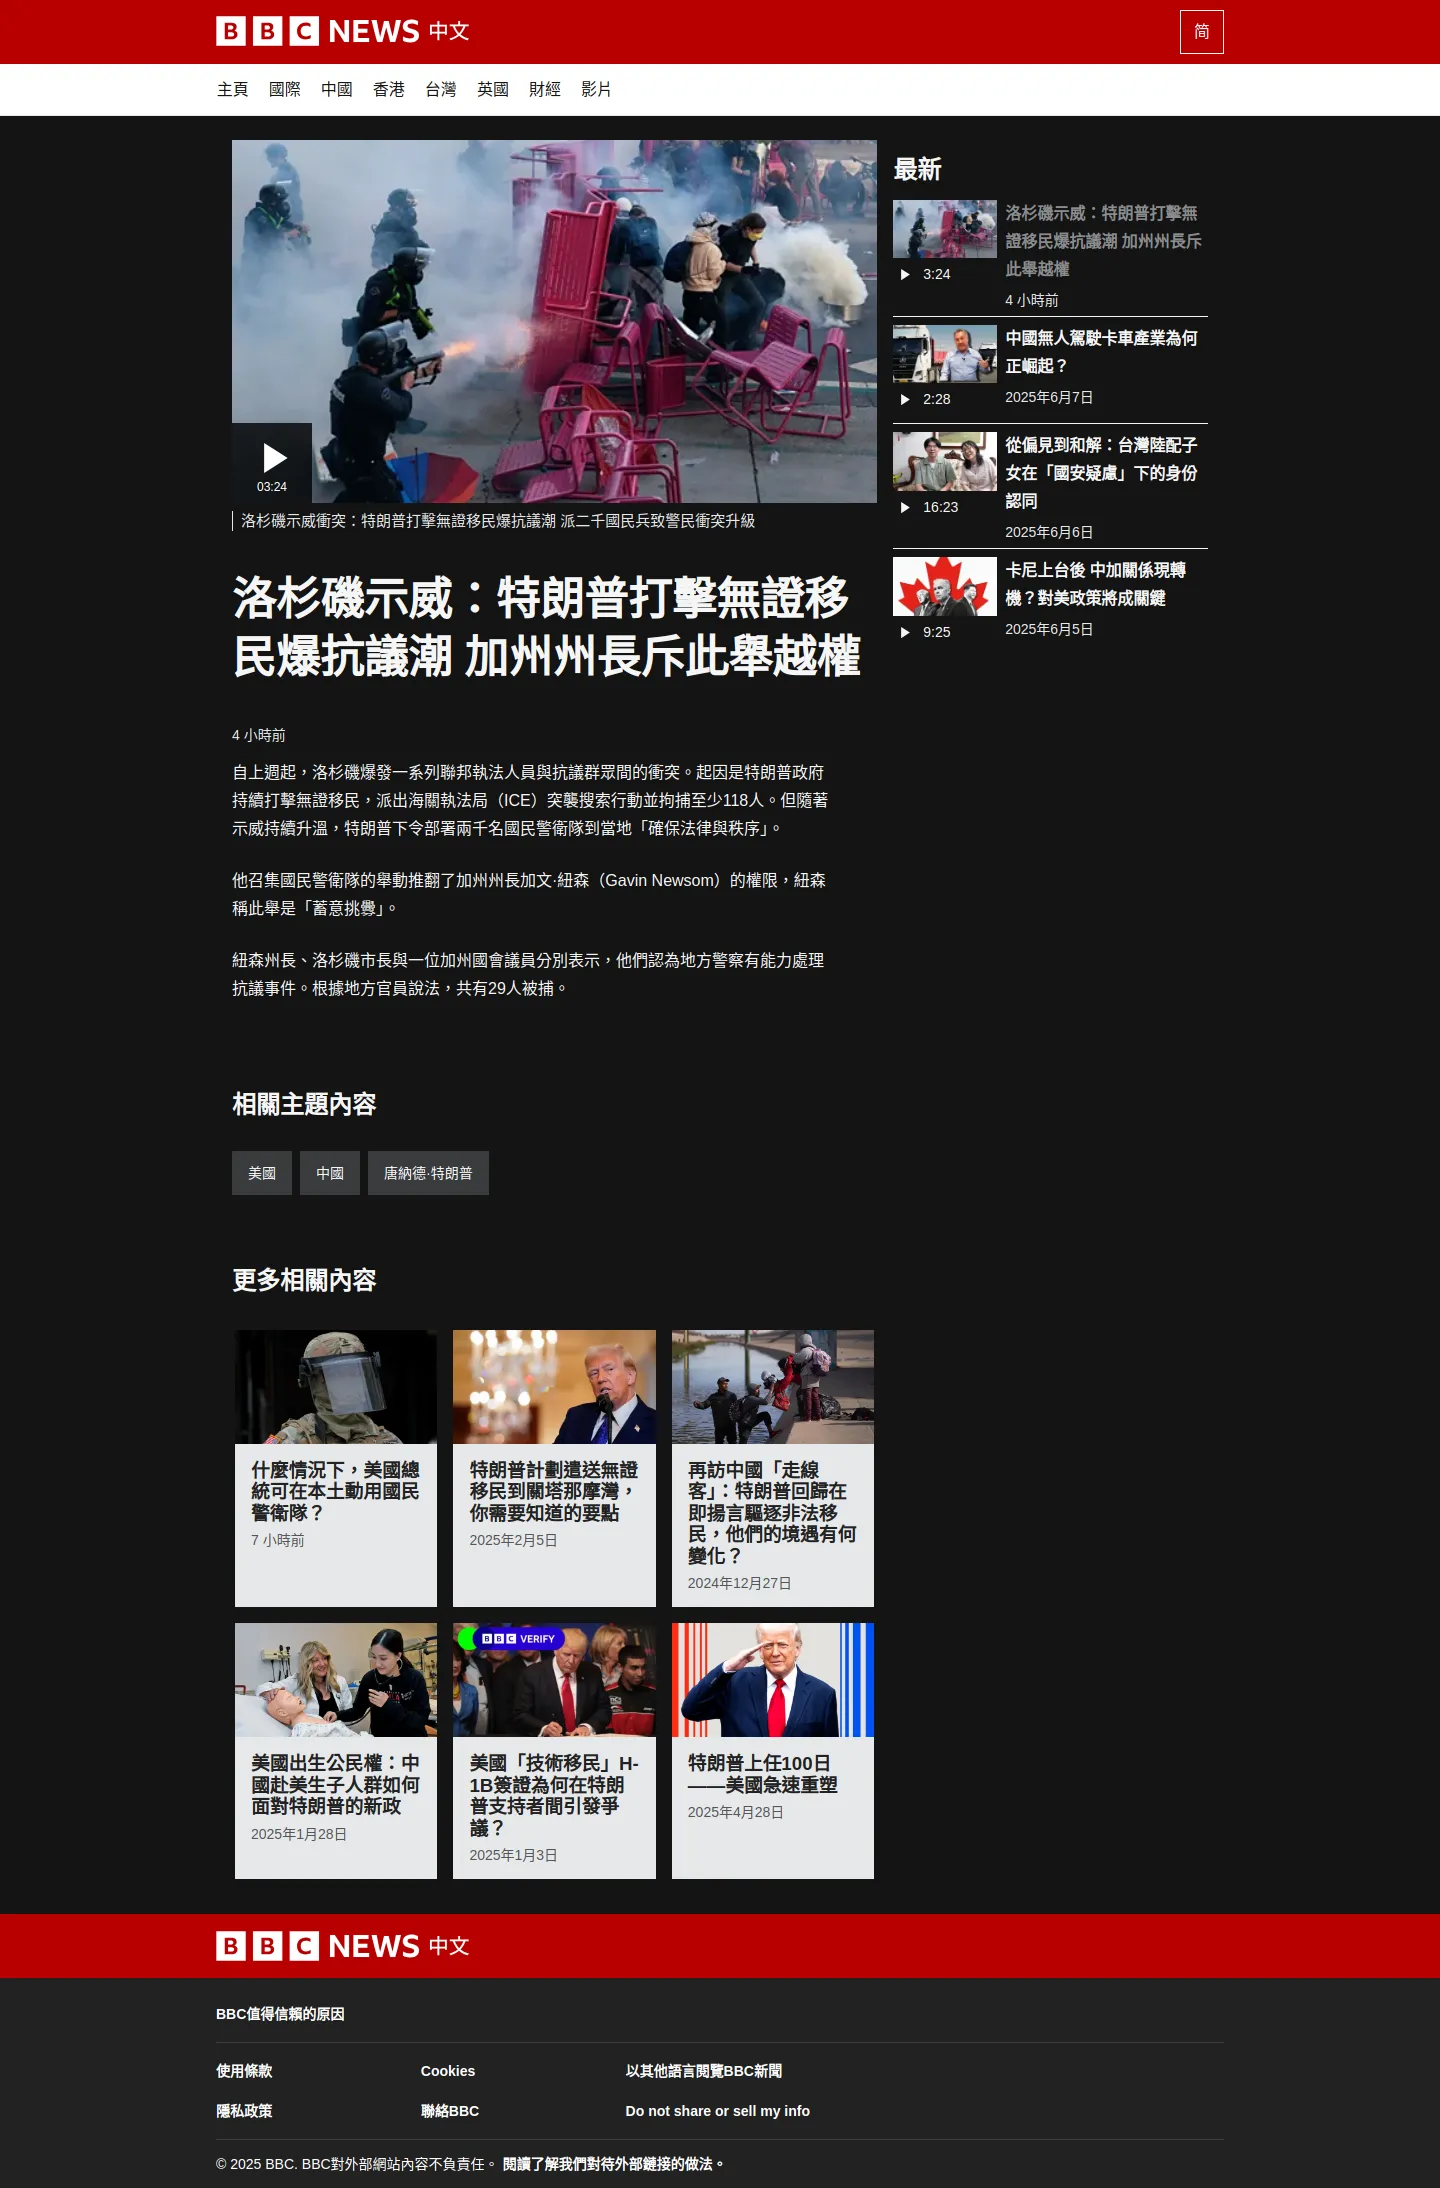 BBC NEWS 中文
简
主頁 國際 中國 香港 台灣 英國 財經 影片
03:24
洛杉磯示威衝突：特朗普打擊無證移民爆抗議潮 派二千國民兵致警民衝突升級
洛杉磯示威：特朗普打擊無證移
民爆抗議潮 加州州長斥此舉越權
4 小時前
自上週起，洛杉磯爆發一系列聯邦執法人員與抗議群眾間的衝突。起因是特朗普政府
持續打擊無證移民，派出海關執法局（ICE）突襲搜索行動並拘捕至少118人。但隨著
示威持續升溫，特朗普下令部署兩千名國民警衛隊到當地「確保法律與秩序」。
他召集國民警衛隊的舉動推翻了加州州長加文·紐森（Gavin Newsom）的權限，紐森
稱此舉是「蓄意挑釁」。
紐森州長、洛杉磯市長與一位加州國會議員分別表示，他們認為地方警察有能力處理
抗議事件。根據地方官員說法，共有29人被捕。
最新
洛杉磯示威：特朗普打擊無
證移民爆抗議潮 加州州長斥
此舉越權
3:24
4 小時前
中國無人駕駛卡車產業為何
正崛起？
2:28
2025年6月7日
從偏見到和解：台灣陸配子
女在「國安疑慮」下的身份
認同
16:23
2025年6月6日
卡尼上台後 中加關係現轉
機？對美政策將成關鍵
9:25
2025年6月5日
相關主題內容
美國 中國 唐納德·特朗普
更多相關內容
什麼情況下，美國總
統可在本土動用國民
警衛隊？
7 小時前
特朗普計劃遣送無證
移民到關塔那摩灣，
你需要知道的要點
2025年2月5日
再訪中國「走線
客」：特朗普回歸在
即揚言驅逐非法移
民，他們的境遇有何
變化？
2024年12月27日
美國出生公民權：中
國赴美生子人群如何
面對特朗普的新政
2025年1月28日
BBC VERIFY
美國「技術移民」H-
1B簽證為何在特朗
普支持者間引發爭
議？
2025年1月3日
特朗普上任100日
——美國急速重塑
2025年4月28日
BBC NEWS 中文
BBC值得信賴的原因
使用條款 Cookies 以其他語言閱覽BBC新聞
隱私政策 聯絡BBC Do not share or sell my info
© 2025 BBC. BBC對外部網站內容不負責任。 閱讀了解我們對待外部鏈接的做法。